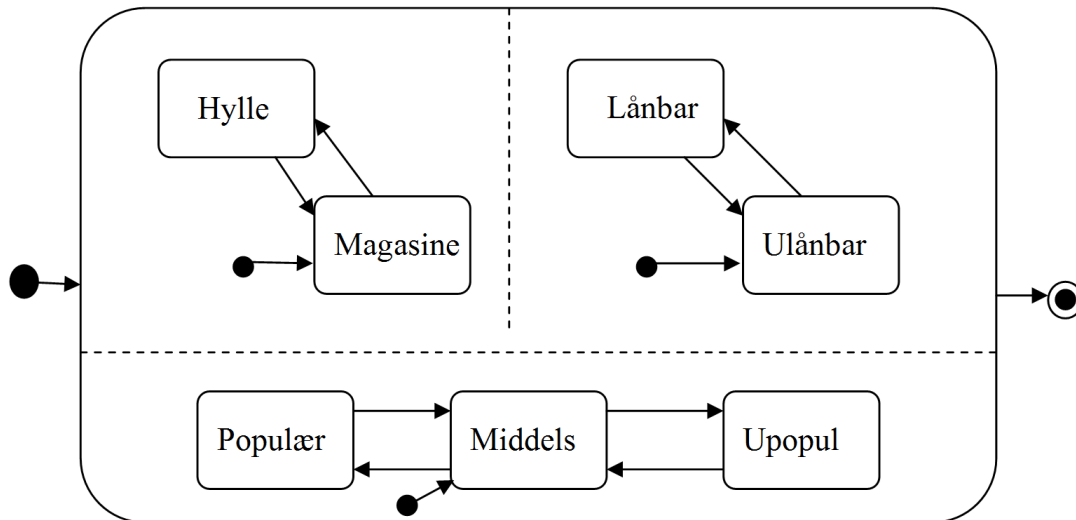 Hylle
Lånbar
Magasine
Ulånbar
Populær
Middels
Upopul